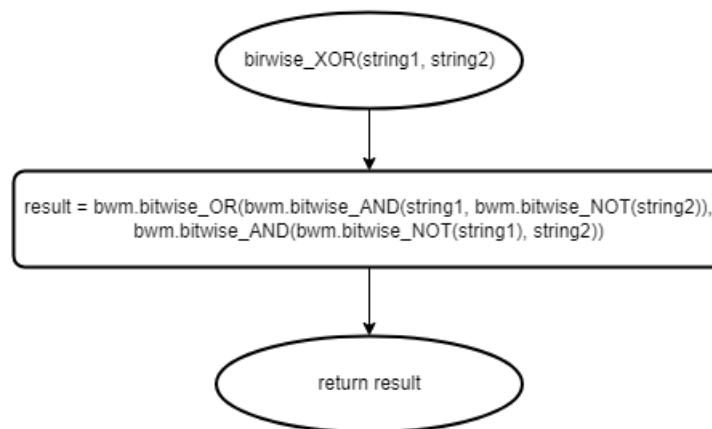 birwise_XOR(string1, string2)
result = bwm.bitwise_OR(bwm.bitwise_AND(string1, bwm.bitwise_NOT(string2)),
bwm.bitwise_AND(bwm.bitwise_NOT(string1), string2))
return result